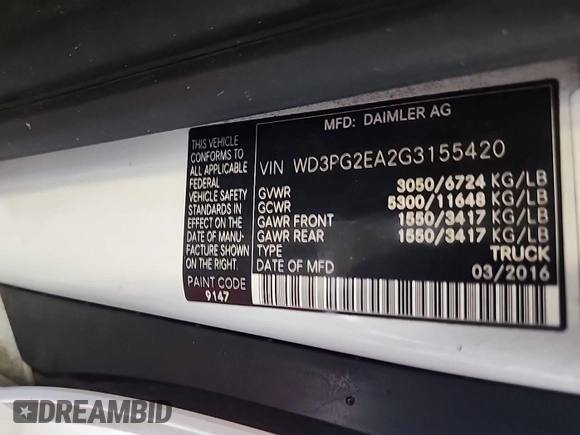 MFD: DAIMLER AG
THIS VEHICLE
CONFORMS TO
ALL APPLICABLE
FEDERAL
VEHICLE SAFETY
STANDARDS IN
EFFECT ON THE
DATE OF MANU-
FACTURE SHOWN
ON THE RIGHT.
PAINT CODE
9147
VIN WD3PG2EA2G3155420
GVWR 3050/6724 KG/LB
GCWR 5300/11648 KG/LB
GAWR FRONT 1550/3417 KG/LB
GAWR REAR 1550/3417 KG/LB
TYPE TRUCK
DATE OF MFD 03/2016
DREAMBID